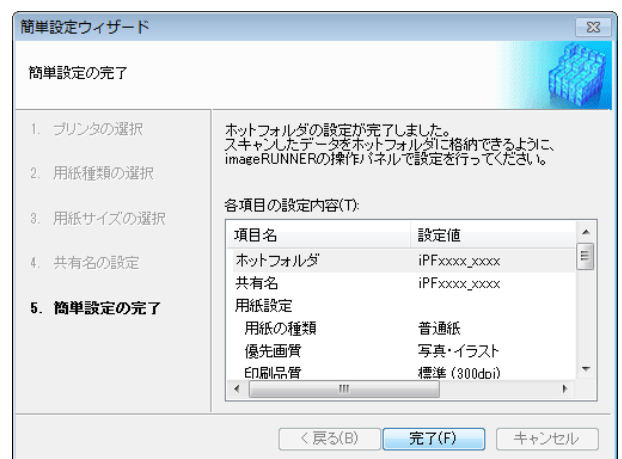 簡単設定ウィザード
簡単設定の完了
1. プリンタの選択
2. 用紙種類の選択
3. 用紙サイズの選択
4. 共有名の設定
5. 簡単設定の完了
ホットフォルダの設定が完了しました。
スキャンしたデータをホットフォルダに格納できるように、
imageRUNNERの操作パネルで設定を行ってください。
各項目の設定内容(T):
項目名 設定値
ホットフォルダ iPFxxxx_xxxx
共有名 iPFxxxx_xxxx
用紙設定
用紙の種類 普通紙
優先画質 写真・イラスト
印刷品質 標準 (300dpi)
< 戻る(B) 完了(F) キャンセル